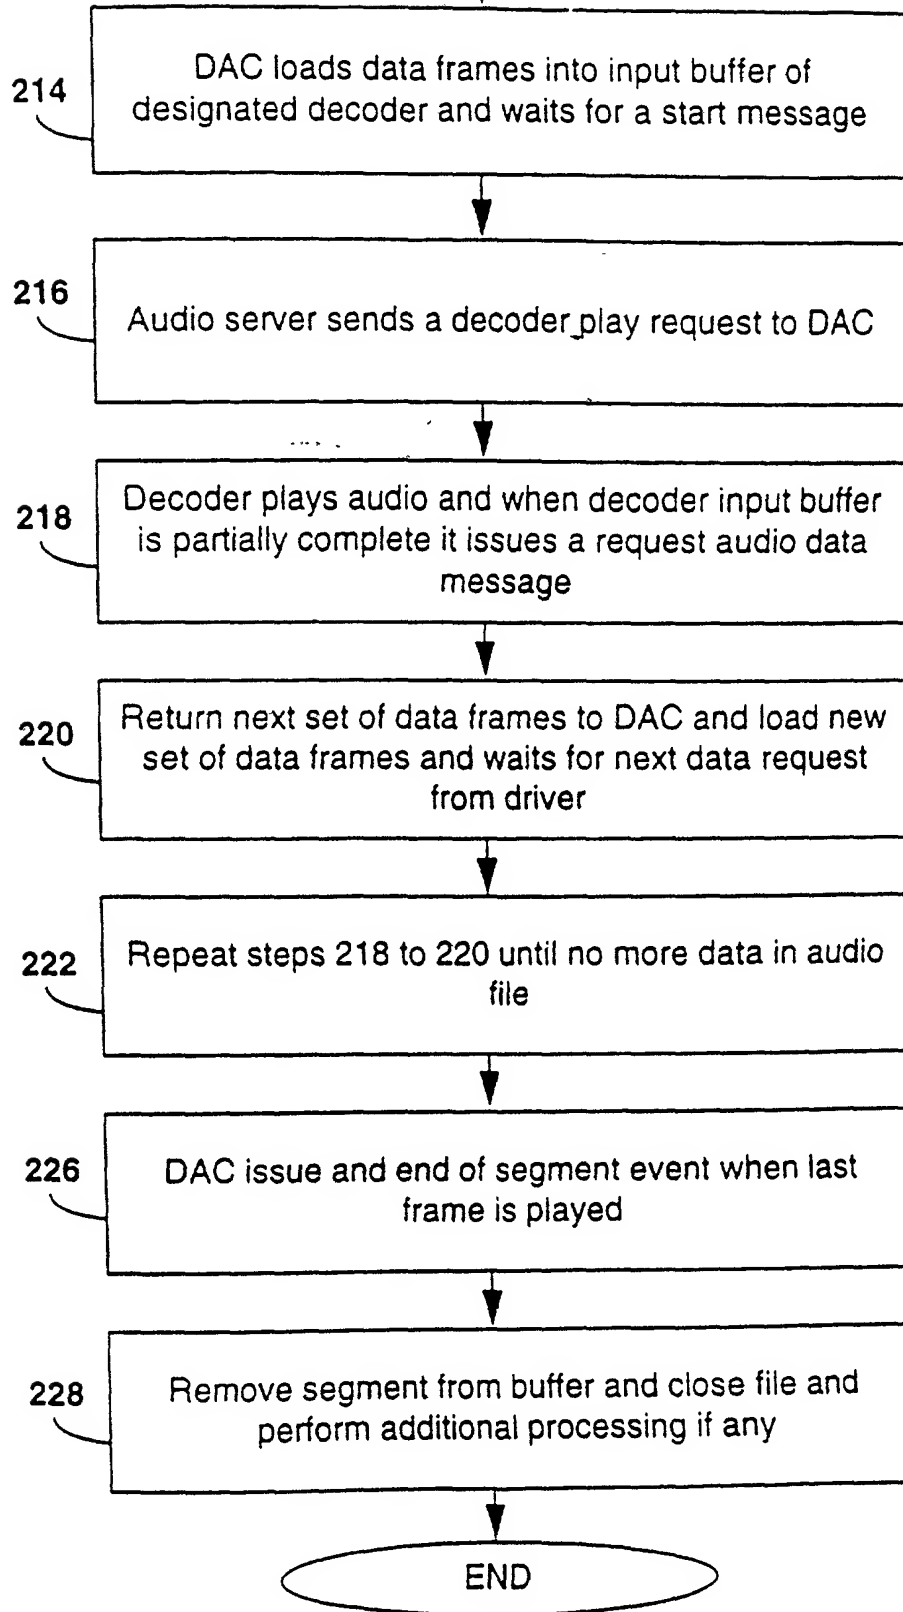 214
DAC loads data frames into input buffer of
designated decoder and waits for a start message
216
Audio server sends a decoder_play request to DAC
218
Decoder plays audio and when decoder input buffer
is partially complete it issues a request audio data
message
220
Return next set of data frames to DAC and load new
set of data frames and waits for next data request
from driver
222
Repeat steps 218 to 220 until no more data in audio
file
226
DAC issue and end of segment event when last
frame is played
228
Remove segment from buffer and close file and
perform additional processing if any
END